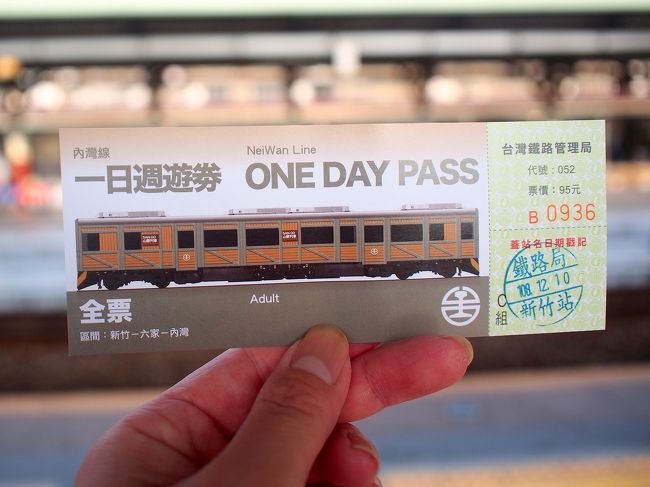 內灣線
NeiWan Line
一日週遊券
ONE DAY PASS
全票
Adult
區間：新竹－六家－內灣
台灣鐵路管理局
代號：052
票價：95元
B 0936
蓋站名日期戳記
鐵路局
108.12.10
新竹站
C組